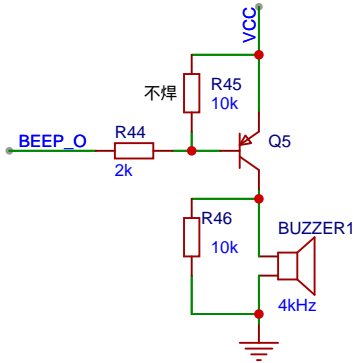 VCC
不焊
R45
10k
BEEP_O
R44
2k
Q5
R46
10k
BUZZER1
4kHz